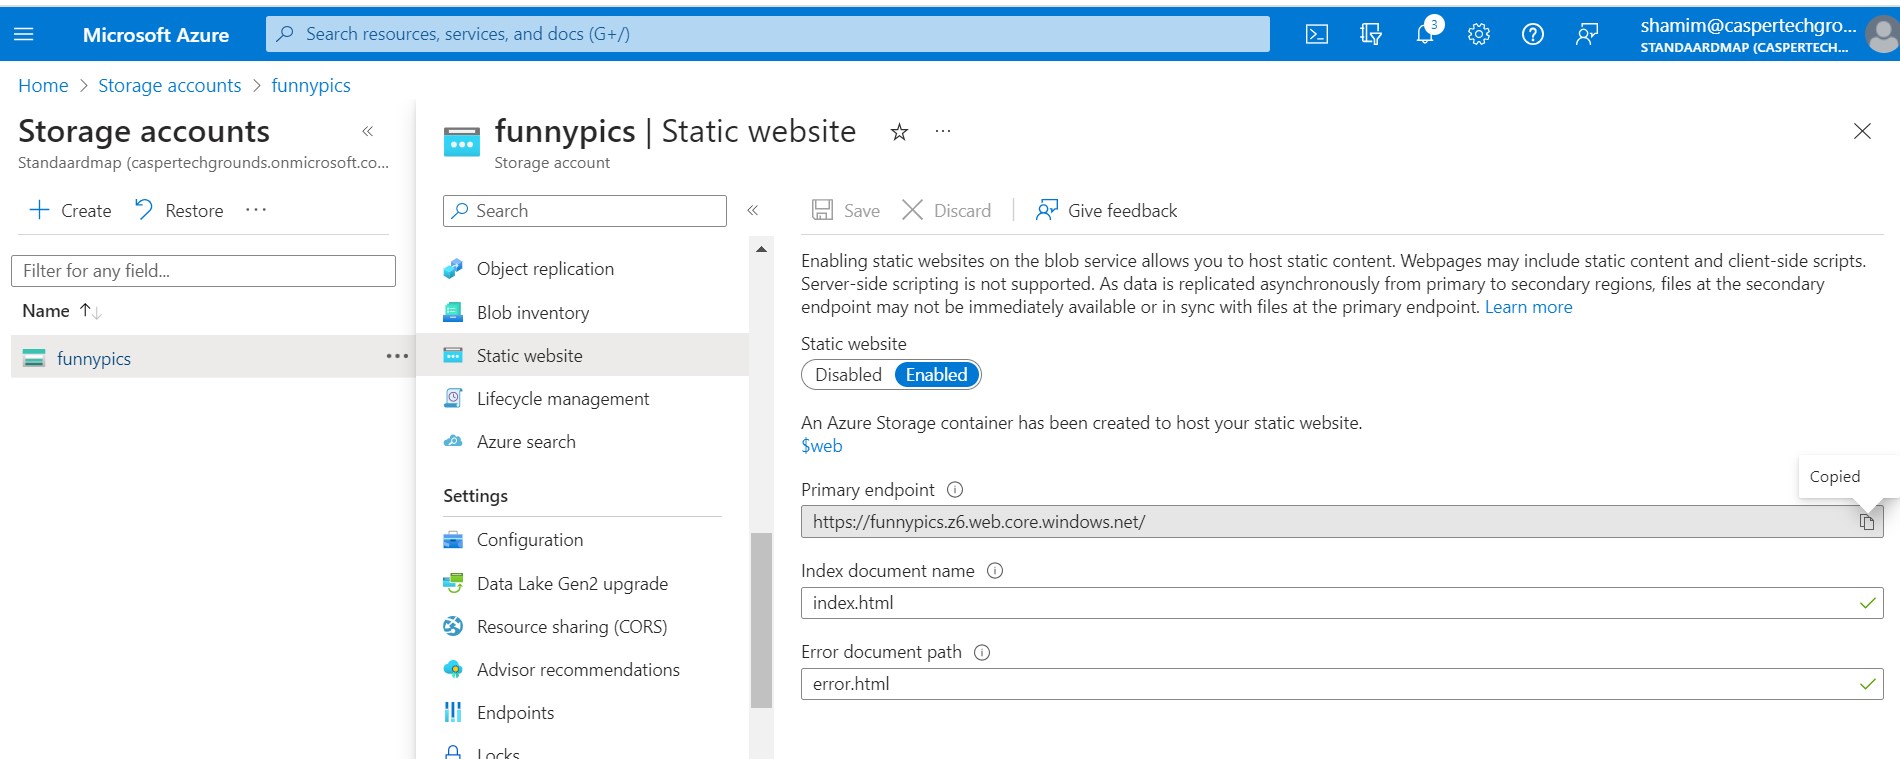 Microsoft Azure
Search resources, services, and docs (G+/)
3
shamim@caspertechgro...
STANDAARDMAP (CASPERTECH...
Home > Storage accounts > funnypics
Storage accounts
«
Standaardmap (caspertechgrounds.onmicrosoft.co...
Create
Restore
...
Filter for any field...
Name ↑↓
funnypics
...
funnypics | Static website
...
Storage account
Search
«
Object replication
Blob inventory
Static website
Lifecycle management
Azure search
Settings
Configuration
Data Lake Gen2 upgrade
Resource sharing (CORS)
Advisor recommendations
Endpoints
Locks
Save
Discard
Give feedback
Enabling static websites on the blob service allows you to host static content. Webpages may include static content and client-side scripts.
Server-side scripting is not supported. As data is replicated asynchronously from primary to secondary regions, files at the secondary
endpoint may not be immediately available or in sync with files at the primary endpoint. Learn more
Static website
Disabled Enabled
An Azure Storage container has been created to host your static website.
$web
Copied
Primary endpoint
https://funnypics.z6.web.core.windows.net/
Index document name
index.html
Error document path
error.html